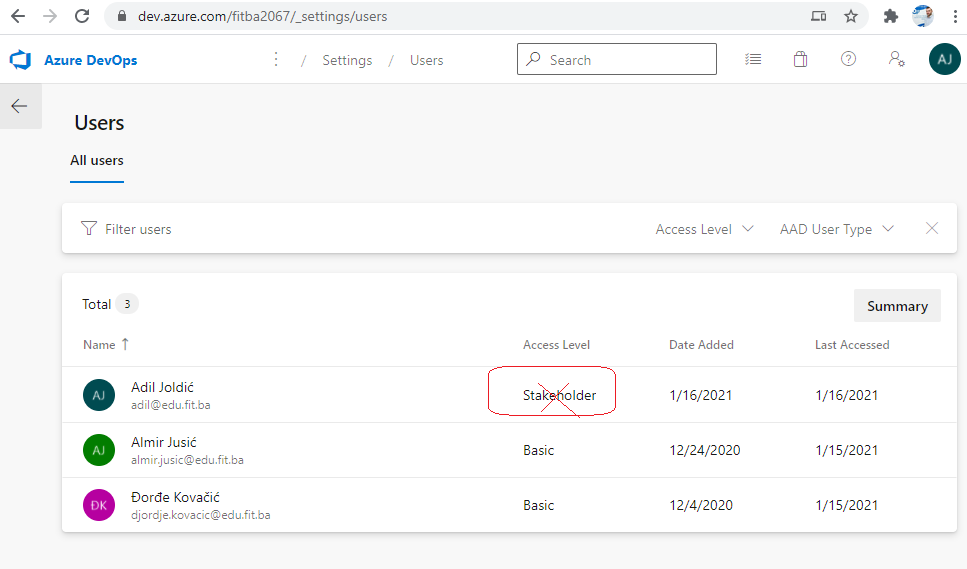 dev.azure.com/fitba2067/_settings/users
Azure DevOps / Settings / Users Search AJ
Users
All users
Filter users Access Level AAD User Type
Total 3 Summary
Name ↑ Access Level Date Added Last Accessed
AJ Adil Joldić Stakeholder 1/16/2021 1/16/2021
adil@edu.fit.ba
AJ Almir Jusić Basic 12/24/2020 1/15/2021
almir.jusic@edu.fit.ba
ĐK Đorđe Kovačić Basic 12/4/2020 1/15/2021
djordje.kovacic@edu.fit.ba